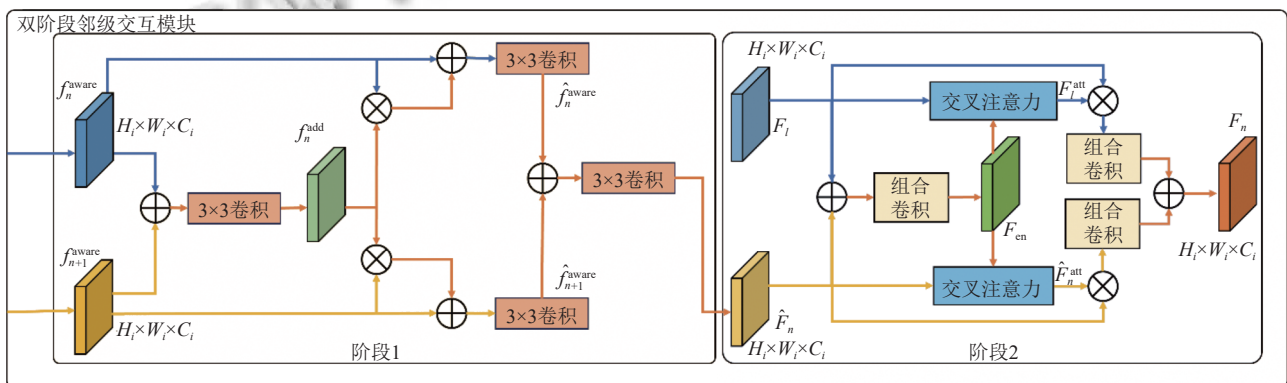 双阶段邻级交互模块
f_n^aware
H_i×W_i×C_i
f_{n+1}^aware
H_i×W_i×C_i
3×3卷积
f_n^add
3×3卷积
f̂_n^aware
f̂_{n+1}^aware
3×3卷积
3×3卷积
阶段1
H_i×W_i×C_i
F_l
F̂_n
H_i×W_i×C_i
组合
卷积
交叉注意力
F_l^att
F_en
交叉注意力
F̂_n^att
组合
卷积
组合
卷积
F_n
H_i×W_i×C_i
阶段2